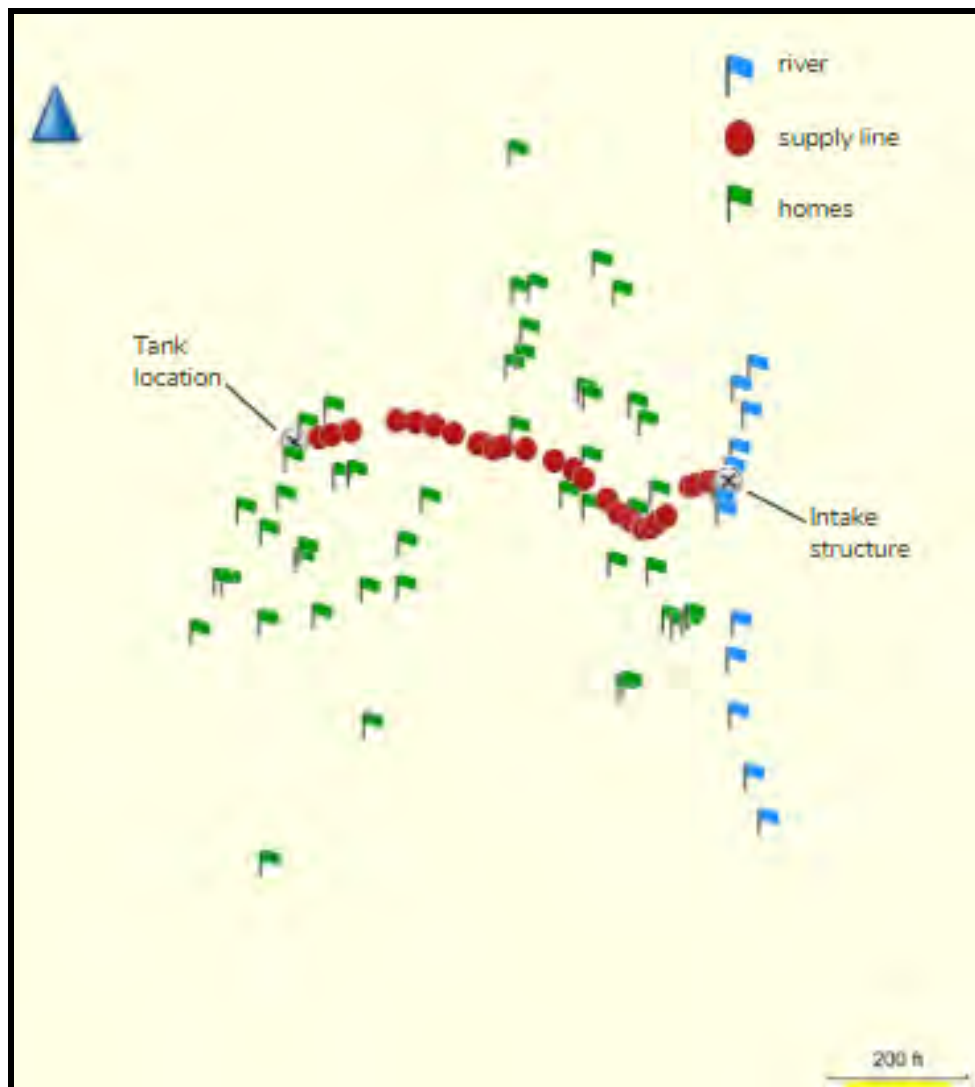 river
supply line
homes
Tank
location
Intake
structure
200 ft